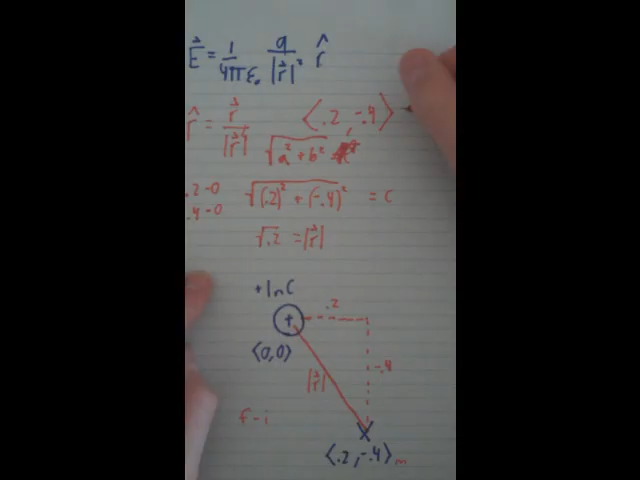 E⃗ = 1/4πε₀ q/|r⃗|² r̂
r̂ = r⃗/|r⃗| ⟨.2, -.4⟩
√a² + b²
.2-0 √(.2)² + (-.4)² = C
.4-0
√.2 = |r⃗|
+1nC
.2
+
⟨0,0⟩
-.4
|r⃗|
f-i
⟨.2, -.4⟩m